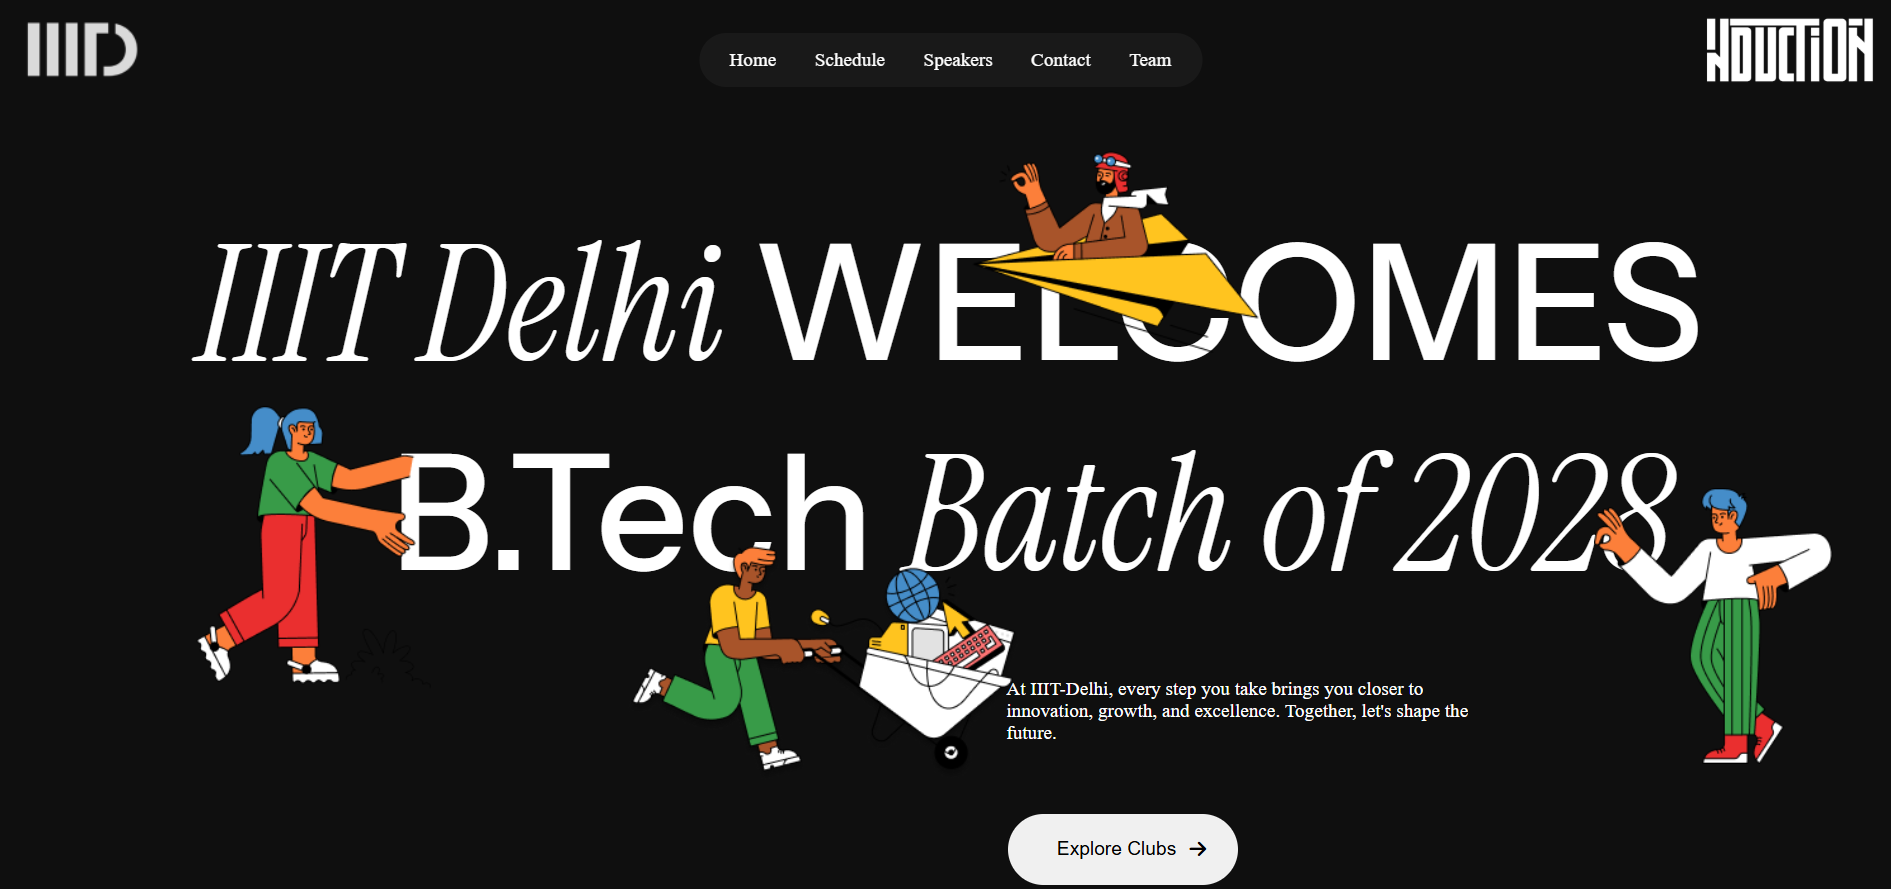 IIITD
Home Schedule Speakers Contact Team
INDUCTION
IIIT Delhi WELCOMES
B.Tech Batch of 2028
At IIIT-Delhi, every step you take brings you closer to
innovation, growth, and excellence. Together, let's shape the
future.
Explore Clubs →